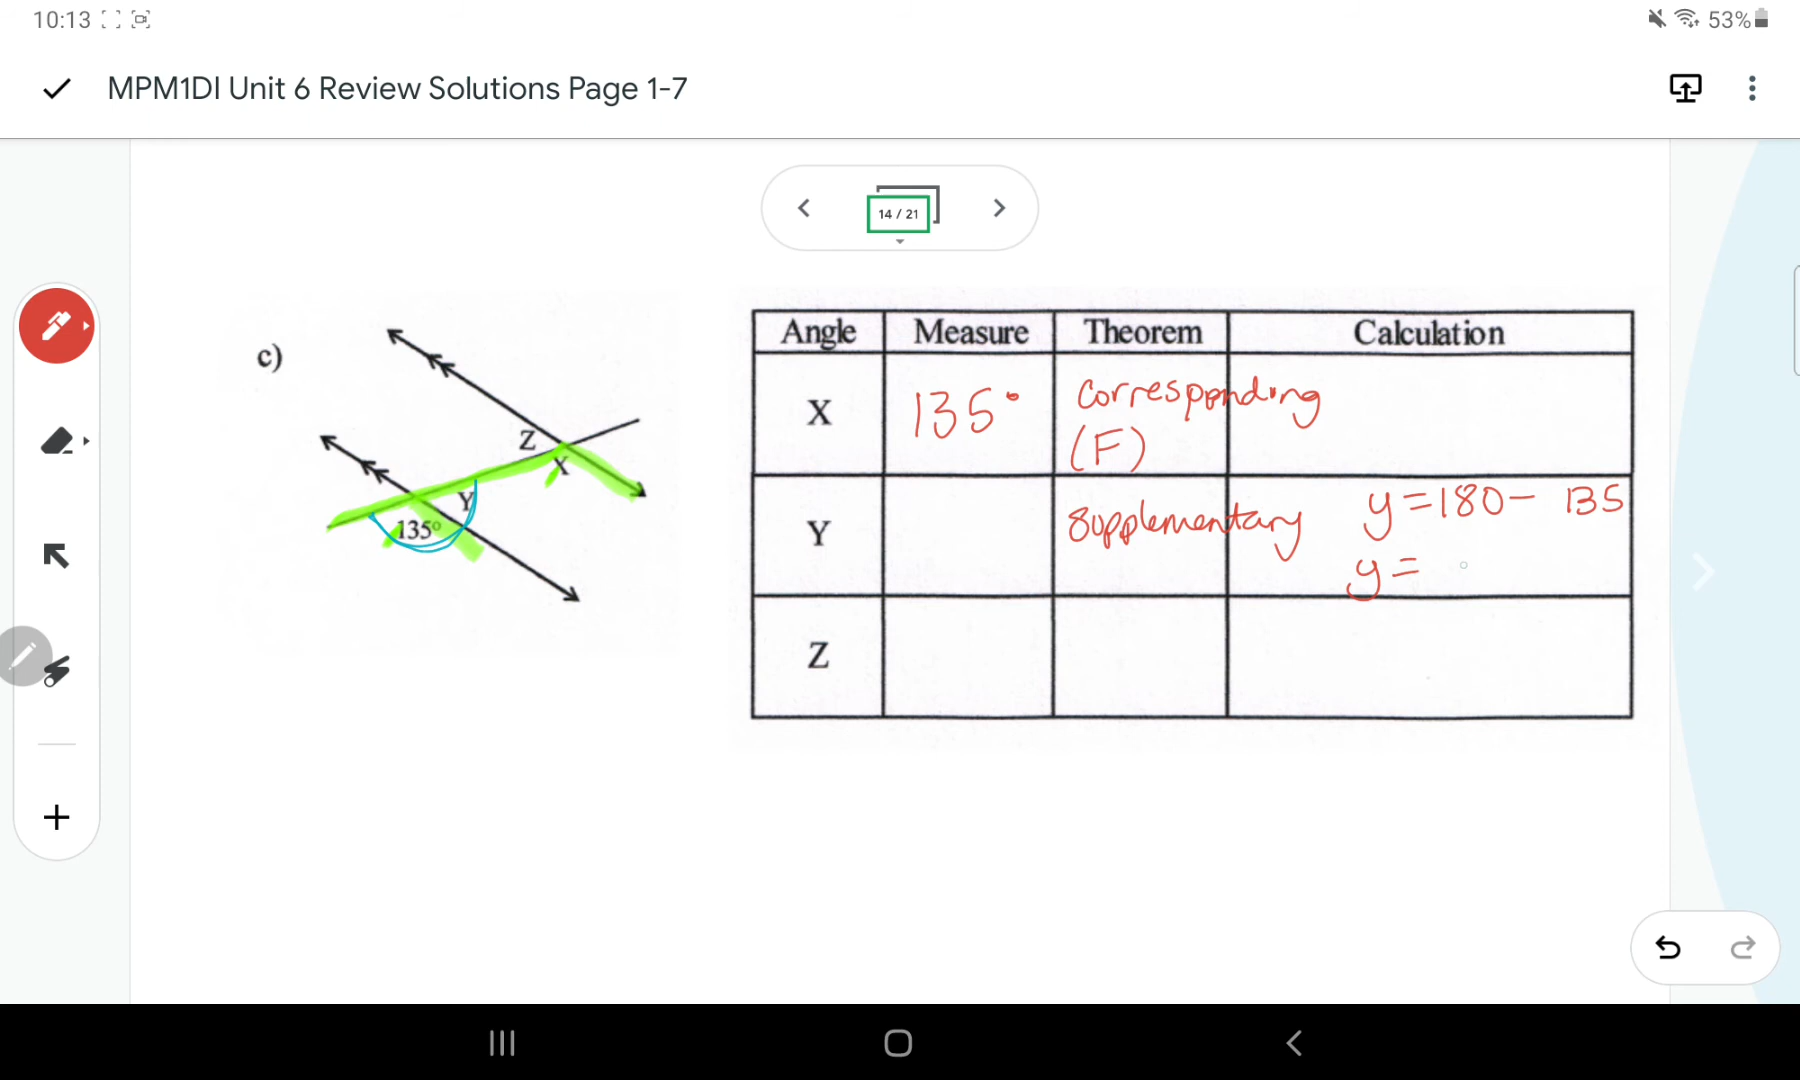 10:13
53%
MPM1DI Unit 6 Review Solutions Page 1-7
14 / 21
c)
Z
X
Y
135°
Angle Measure Theorem Calculation
X 135° Corresponding
(F)
Y Supplementary y = 180 - 135
y =
Z